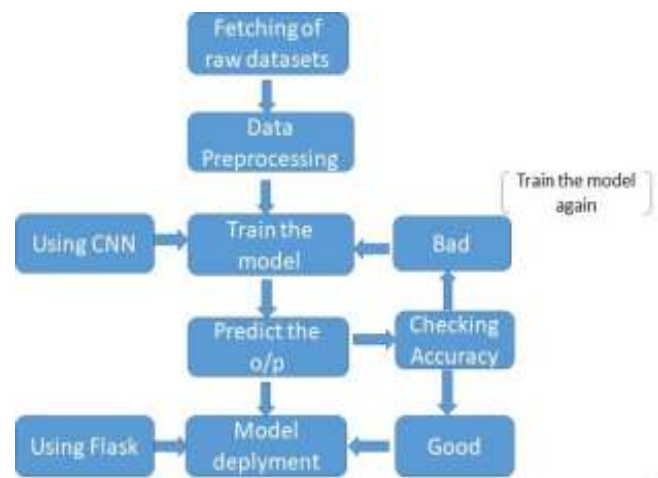 Fetching of
raw datasets
Data
Preprocessing
Train the model
again
Using CNN
Train the
model
Bad
Predict the
o/p
Checking
Accuracy
Using Flask
Model
deplyment
Good